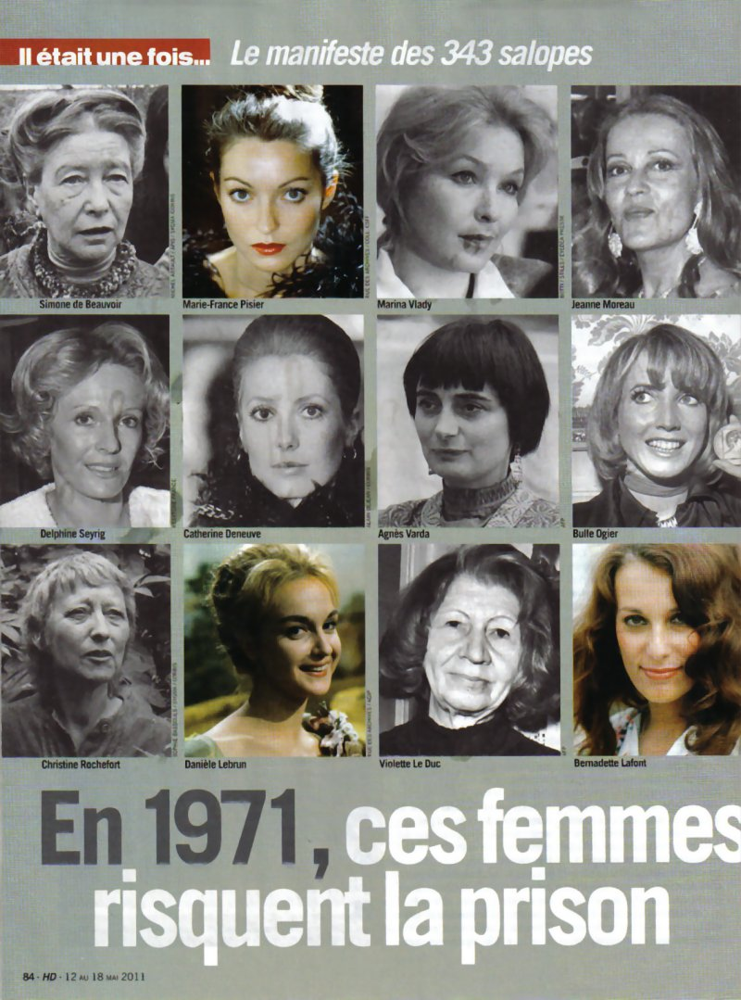 Il était une fois... Le manifeste des 343 salopes
Simone de Beauvoir
Marie-France Pisier
Marina Vlady
Jeanne Moreau
Delphine Seyrig
Catherine Deneuve
Agnès Varda
Bulle Ogier
Christine Rochefort
Danièle Lebrun
Violette Le Duc
Bernadette Lafont
En 1971, ces femmes
risquent la prison
84 · HD · 12 AU 18 MAI 2011